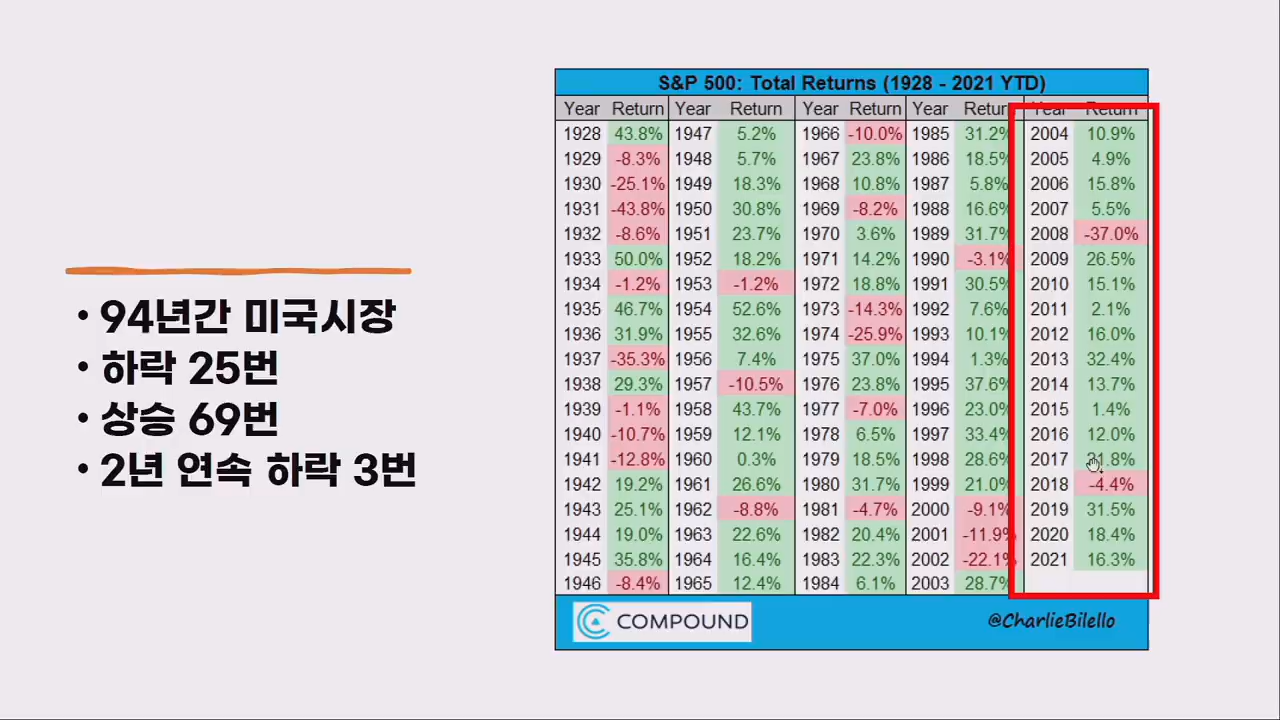 • 94년간 미국시장
• 하락 25번
• 상승 69번
• 2년 연속 하락 3번
S&P 500: Total Returns (1928 - 2021 YTD)
Year Return Year Return Year Return Year Return Year Return
1928 43.8% 1947 5.2% 1966 -10.0% 1985 31.2% 2004 10.9%
1929 -8.3% 1948 5.7% 1967 23.8% 1986 18.5% 2005 4.9%
1930 -25.1% 1949 18.3% 1968 10.8% 1987 5.8% 2006 15.8%
1931 -43.8% 1950 30.8% 1969 -8.2% 1988 16.6% 2007 5.5%
1932 -8.6% 1951 23.7% 1970 3.6% 1989 31.7% 2008 -37.0%
1933 50.0% 1952 18.2% 1971 14.2% 1990 -3.1% 2009 26.5%
1934 -1.2% 1953 -1.2% 1972 18.8% 1991 30.5% 2010 15.1%
1935 46.7% 1954 52.6% 1973 -14.3% 1992 7.6% 2011 2.1%
1936 31.9% 1955 32.6% 1974 -25.9% 1993 10.1% 2012 16.0%
1937 -35.3% 1956 7.4% 1975 37.0% 1994 1.3% 2013 32.4%
1938 29.3% 1957 -10.5% 1976 23.8% 1995 37.6% 2014 13.7%
1939 -1.1% 1958 43.7% 1977 -7.0% 1996 23.0% 2015 1.4%
1940 -10.7% 1959 12.1% 1978 6.5% 1997 33.4% 2016 12.0%
1941 -12.8% 1960 0.3% 1979 18.5% 1998 28.6% 2017
1942 19.2% 1961 26.6% 1980 31.7% 1999 21.0% 2018 -4.4%
1943 25.1% 1962 -8.8% 1981 -4.7% 2000 -9.1% 2019 31.5%
1944 19.0% 1963 22.6% 1982 20.4% 2001 -11.9% 2020 18.4%
1945 35.8% 1964 16.4% 1983 22.3% 2002 -22.1% 2021 16.3%
1946 -8.4% 1965 12.4% 1984 6.1% 2003 28.7%
COMPOUND
@CharlieBilello